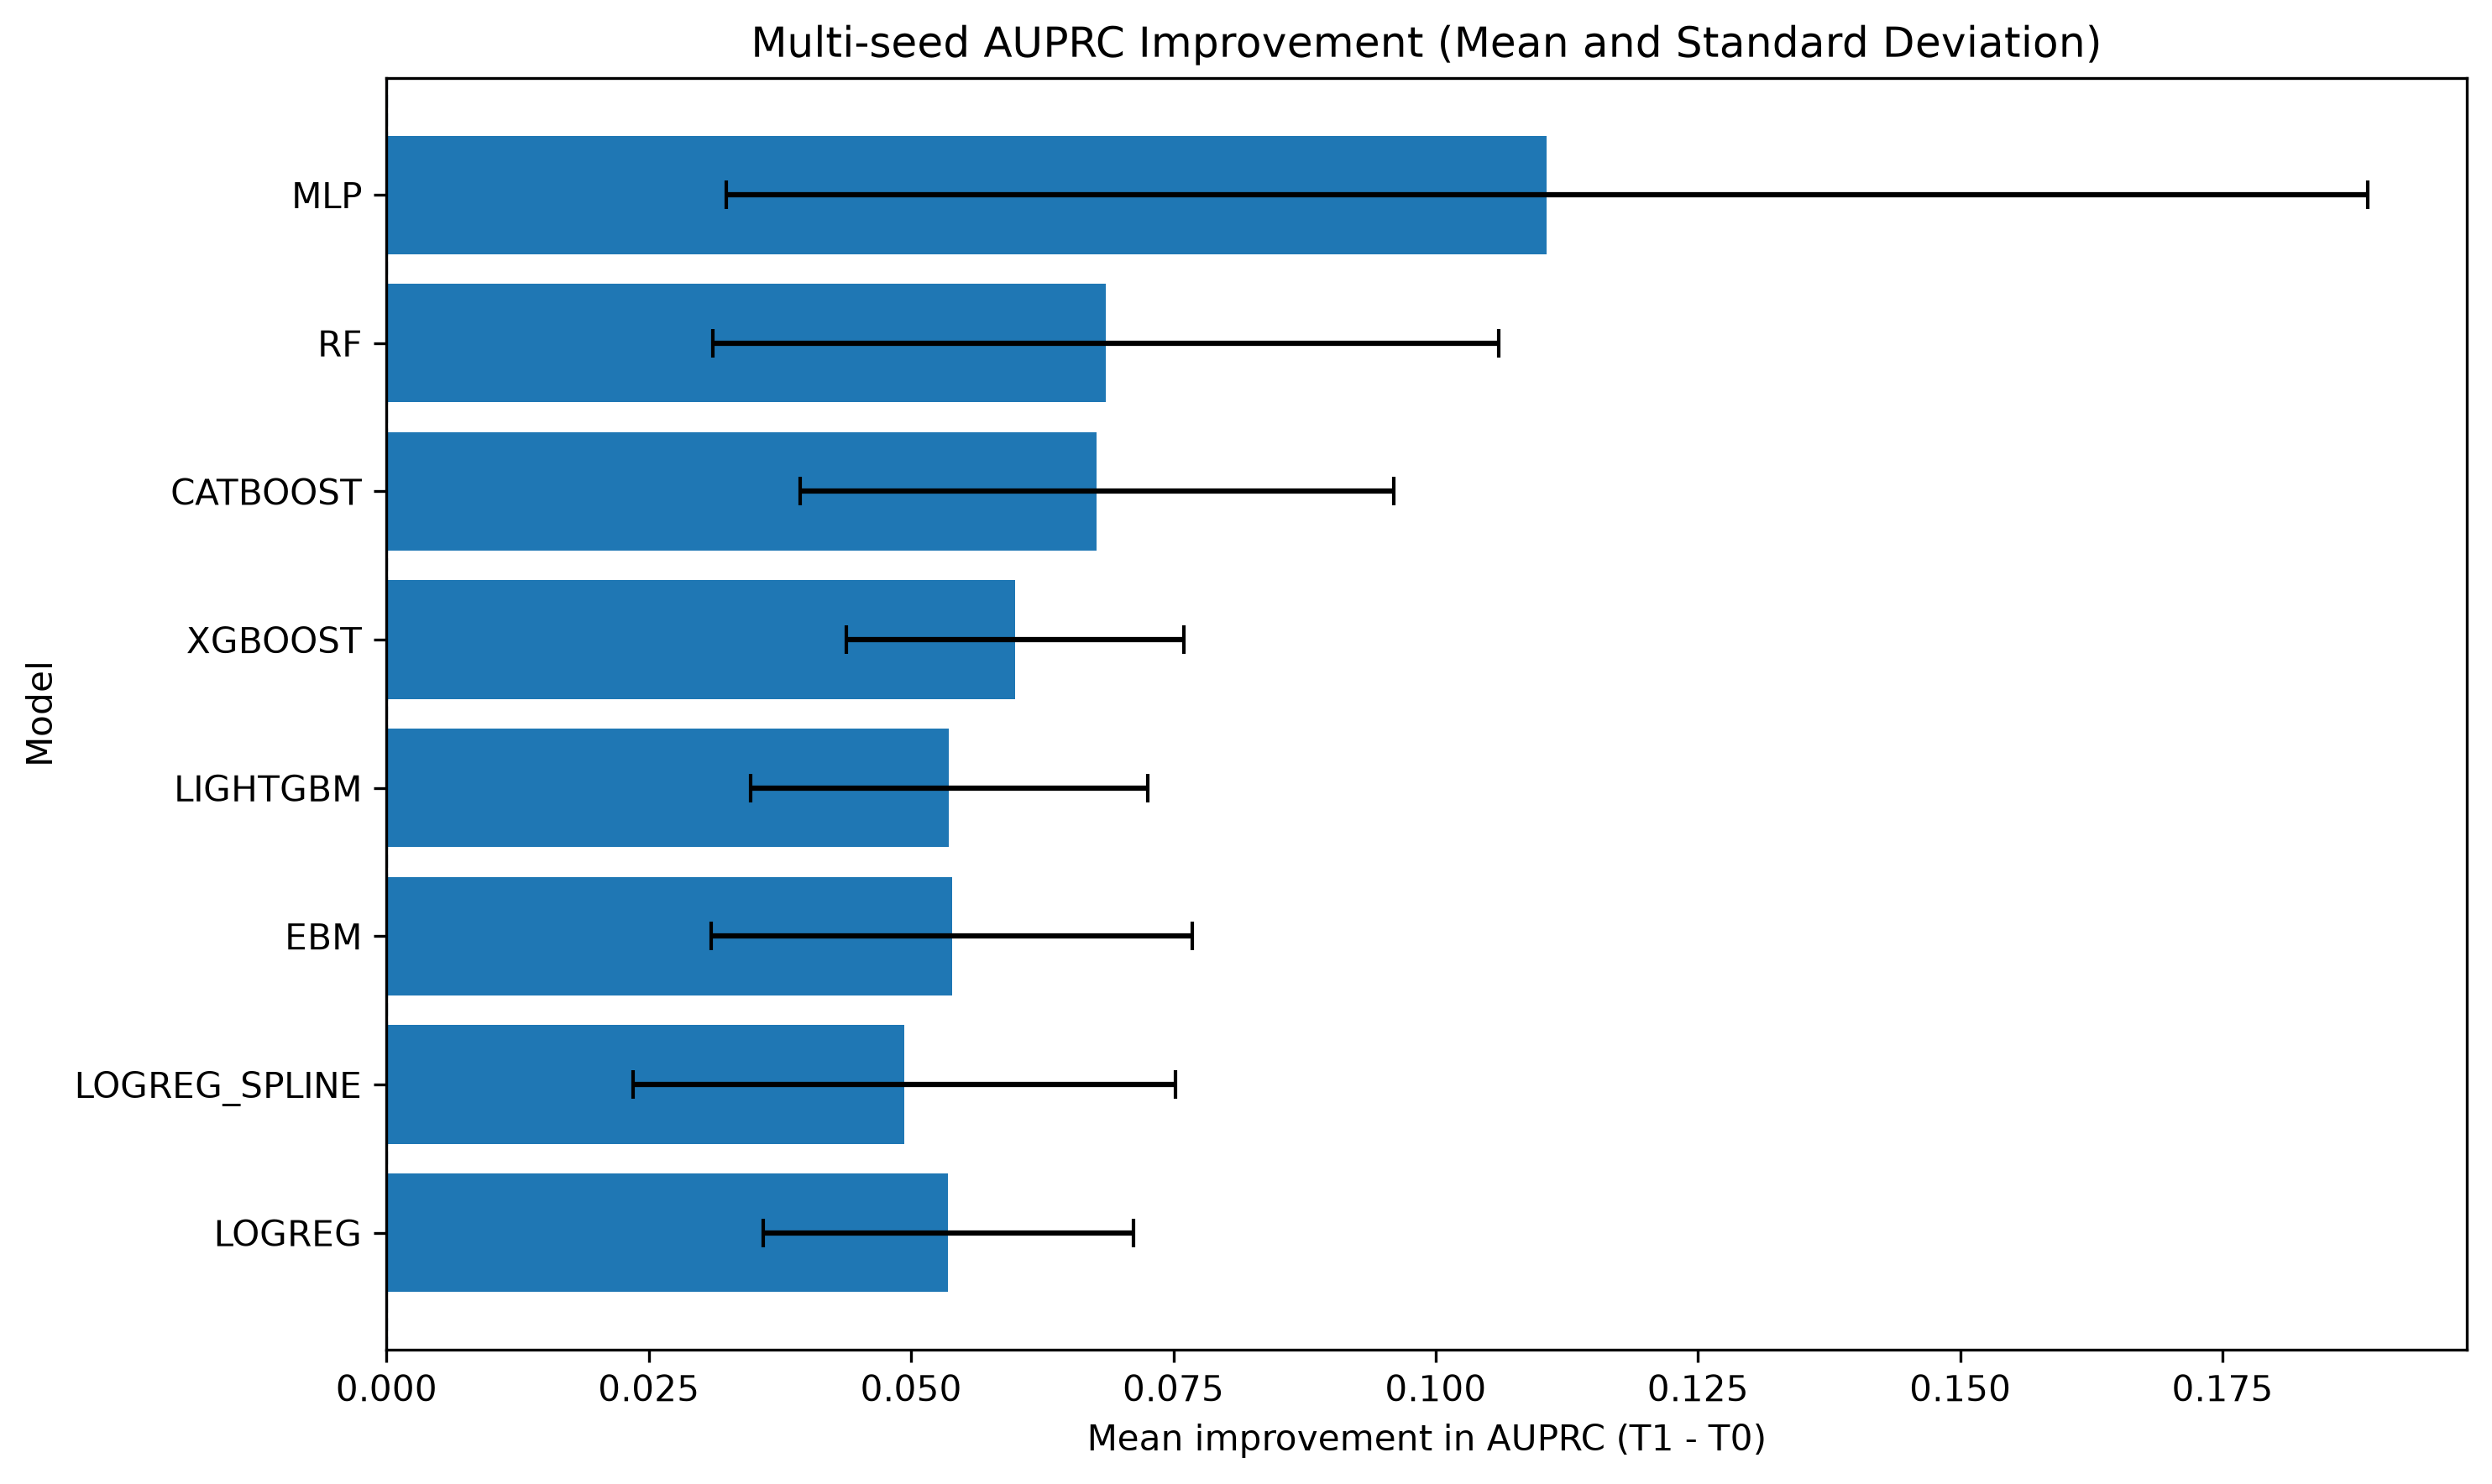 Multi-seed AUPRC Improvement (Mean and Standard Deviation)
Model
MLP
RF
CATBOOST
XGBOOST
LIGHTGBM
EBM
LOGREG_SPLINE
LOGREG
0.000 0.025 0.050 0.075 0.100 0.125 0.150 0.175
Mean improvement in AUPRC (T1 - T0)